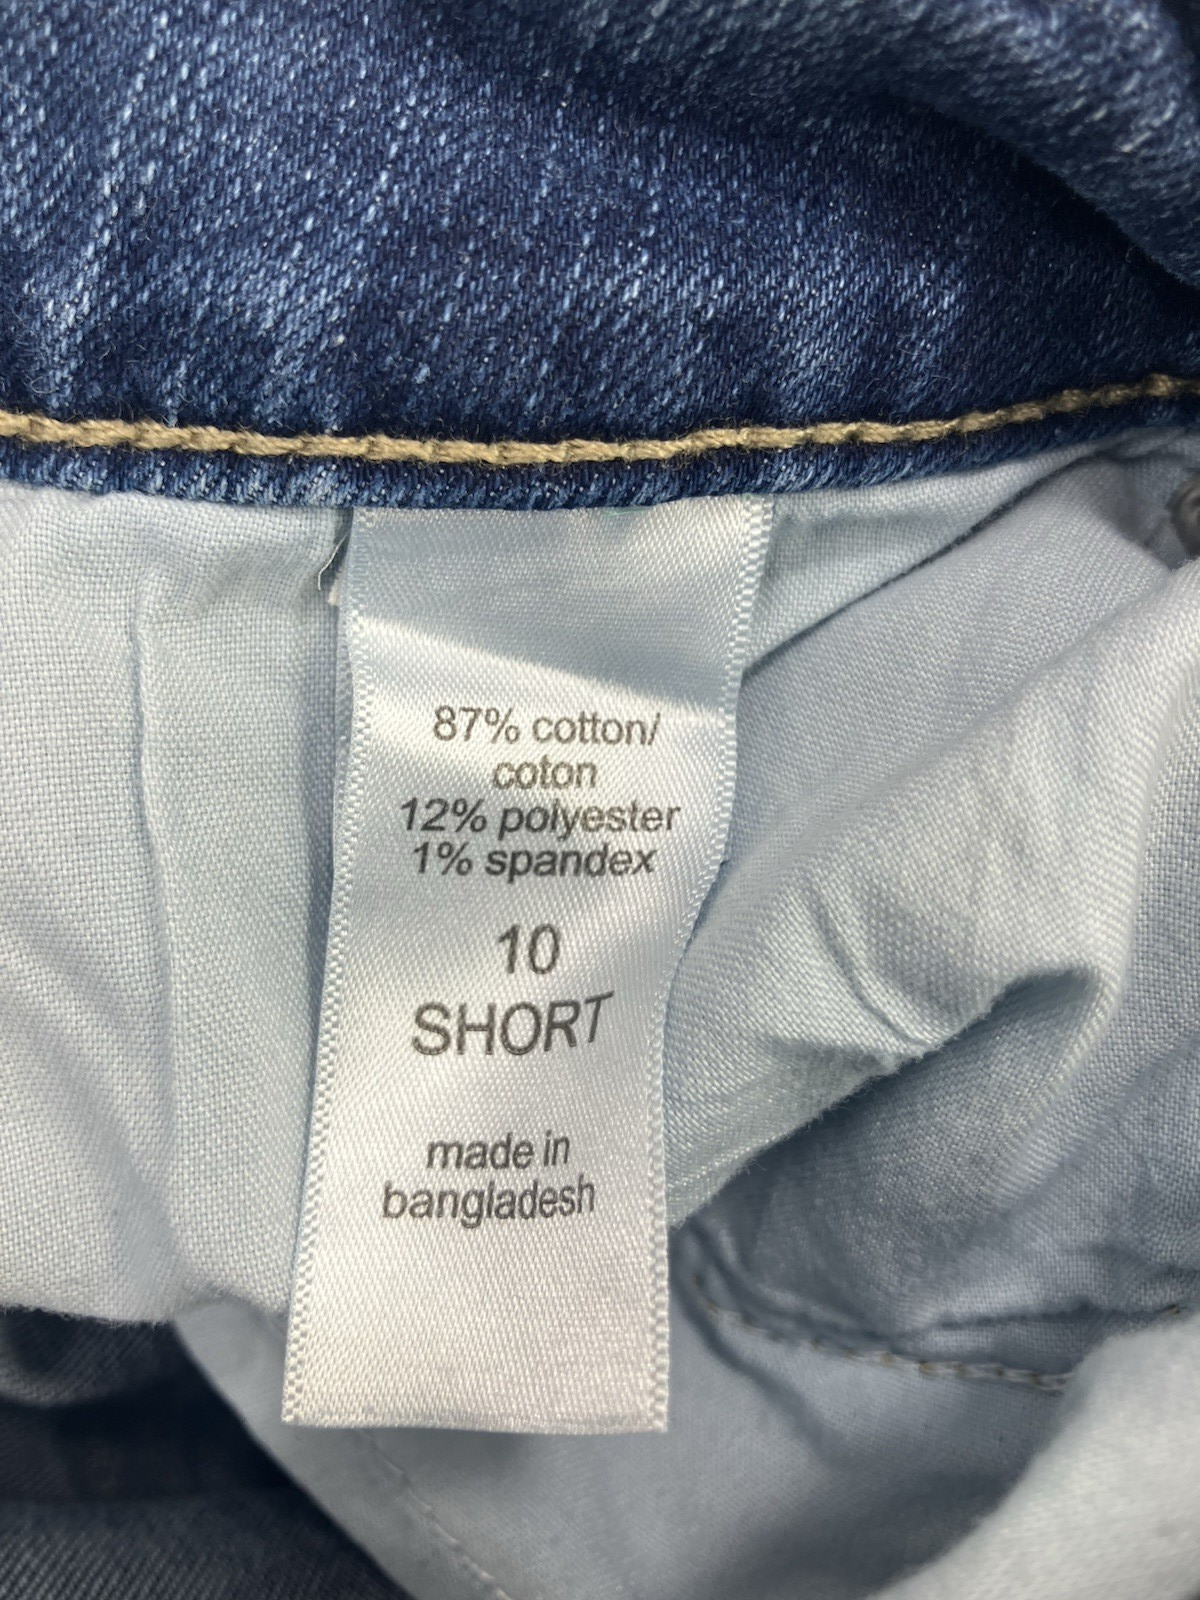 87% cotton/
coton
12% polyester
1% spandex
10
SHORT
made in
bangladesh